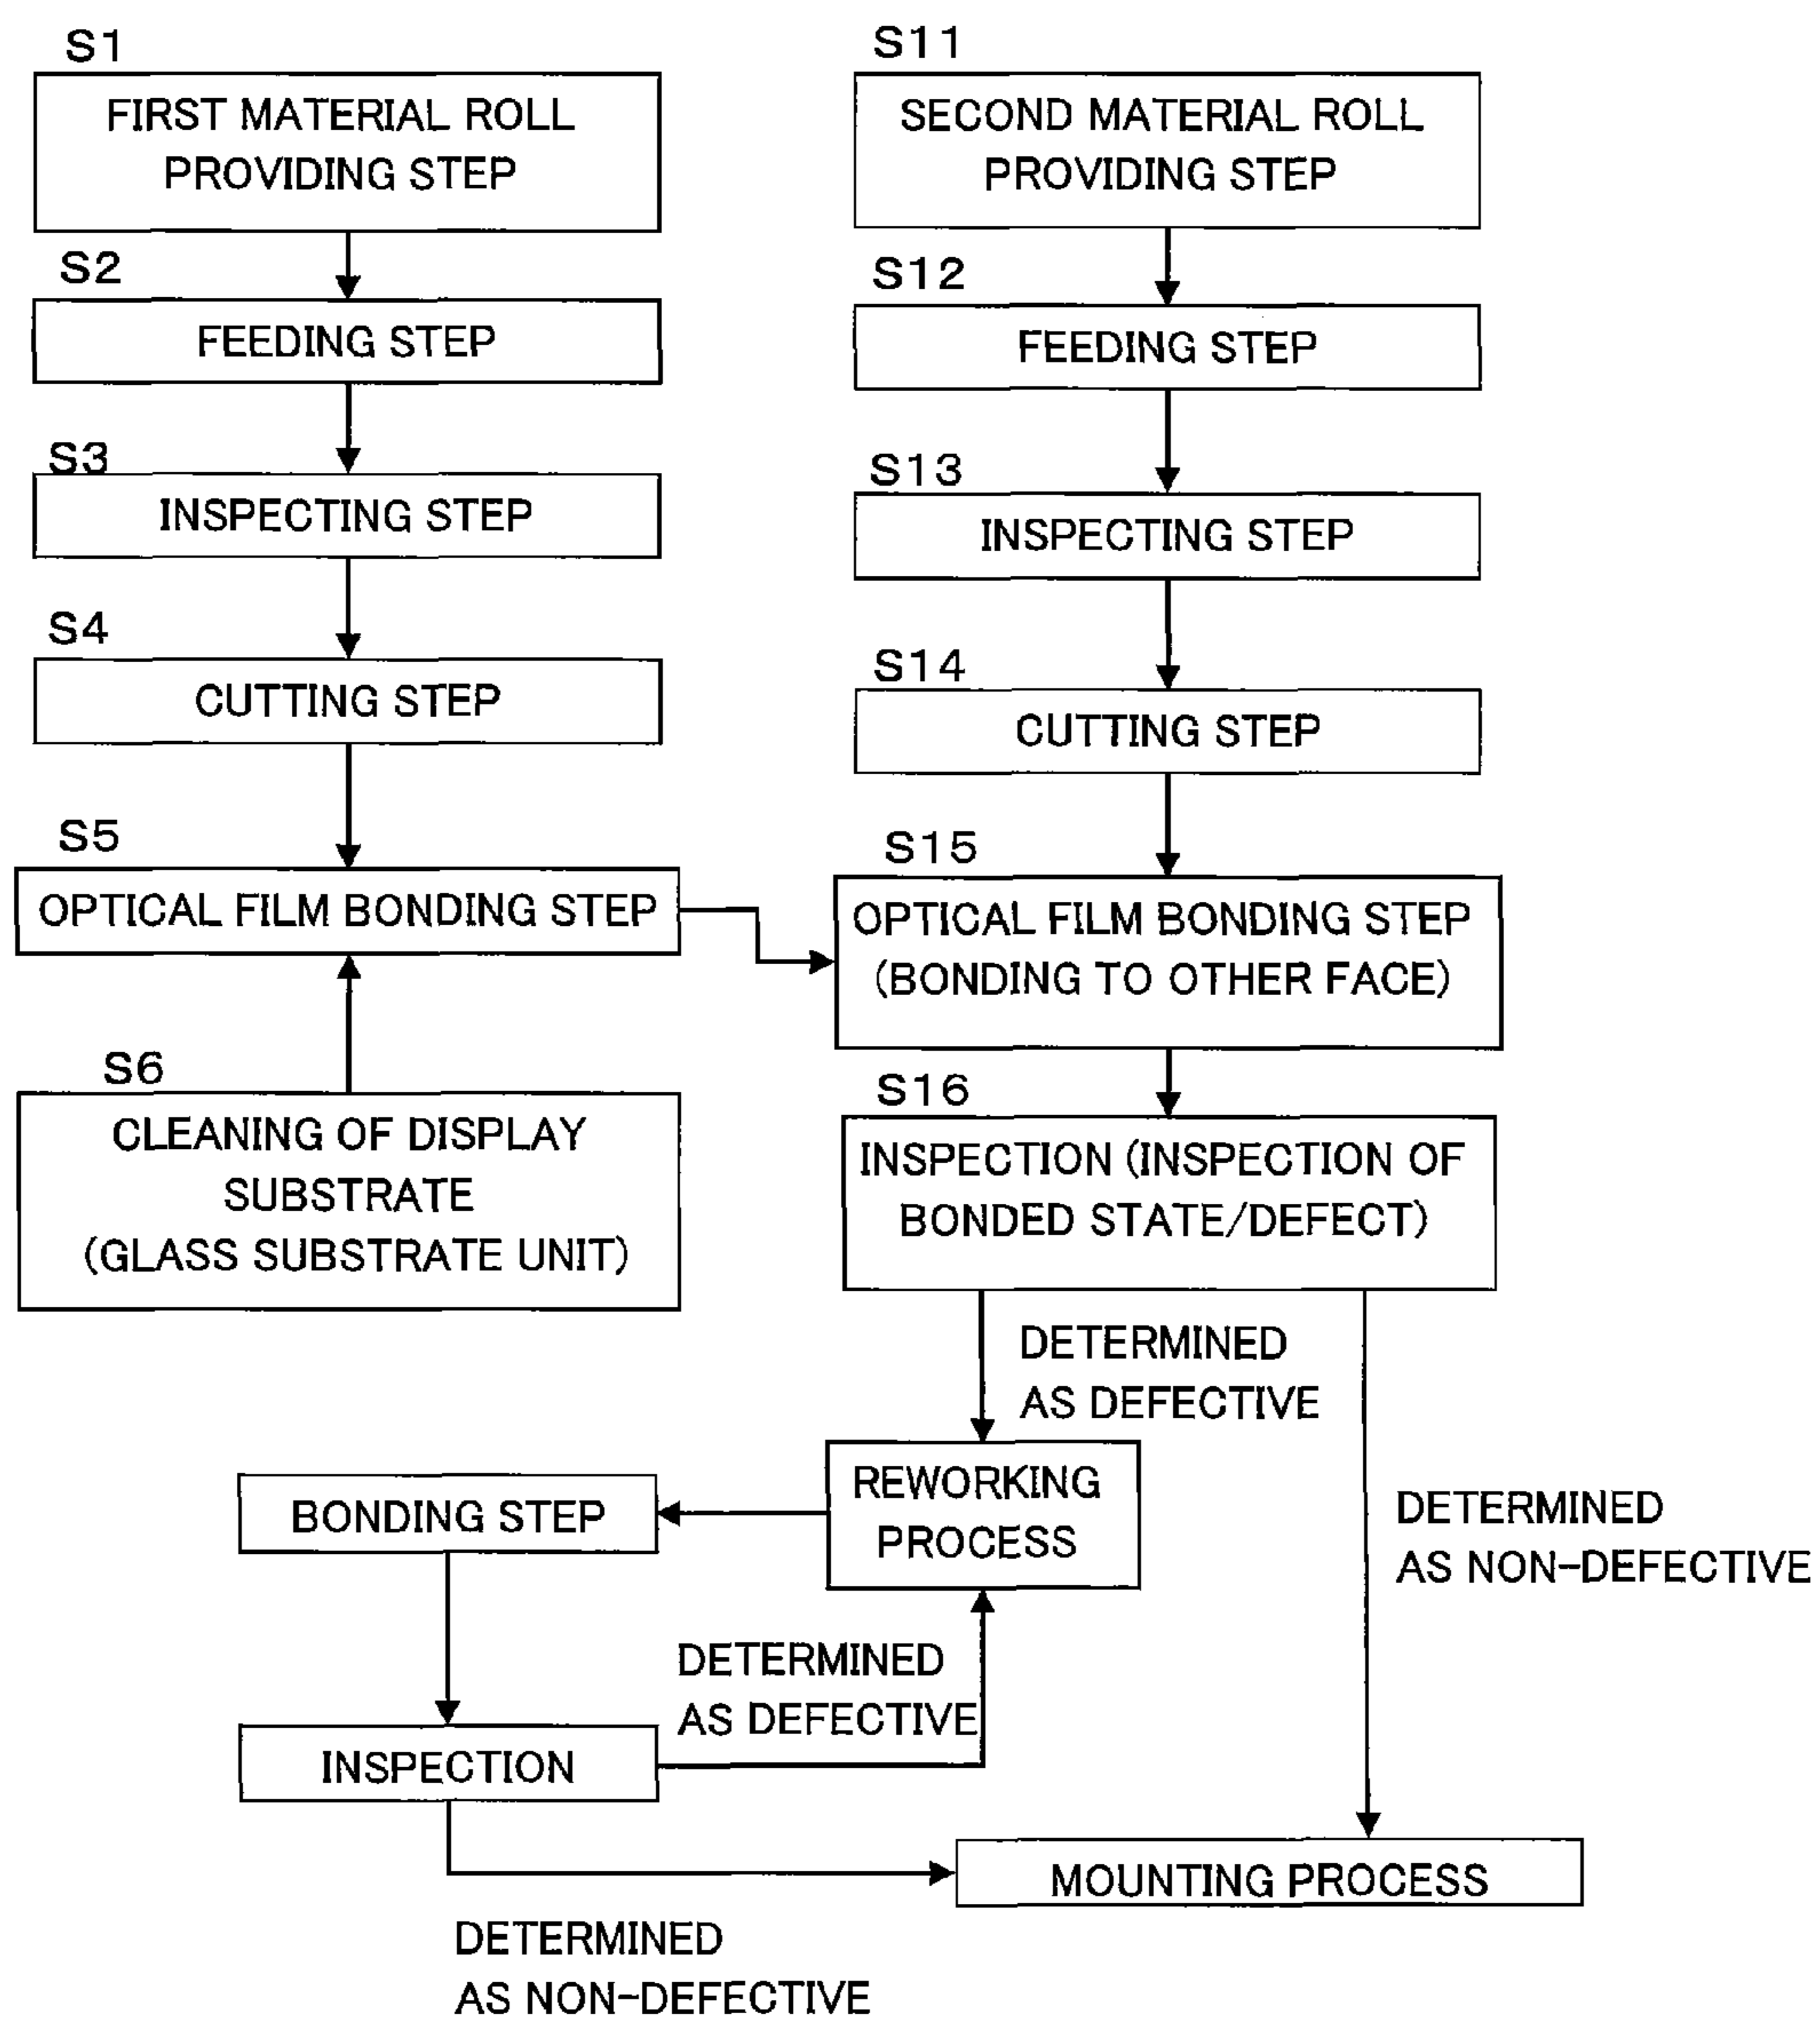 S1
FIRST MATERIAL ROLL
PROVIDING STEP
S2
FEEDING STEP
S3
INSPECTING STEP
S4
CUTTING STEP
S5
OPTICAL FILM BONDING STEP
S6
CLEANING OF DISPLAY
SUBSTRATE
(GLASS SUBSTRATE UNIT)
S11
SECOND MATERIAL ROLL
PROVIDING STEP
S12
FEEDING STEP
S13
INSPECTING STEP
S14
CUTTING STEP
S15
OPTICAL FILM BONDING STEP
(BONDING TO OTHER FACE)
S16
INSPECTION (INSPECTION OF
BONDED STATE/DEFECT)
DETERMINED
AS DEFECTIVE
REWORKING
PROCESS
DETERMINED
AS NON-DEFECTIVE
BONDING STEP
DETERMINED
AS DEFECTIVE
INSPECTION
MOUNTING PROCESS
DETERMINED
AS NON-DEFECTIVE